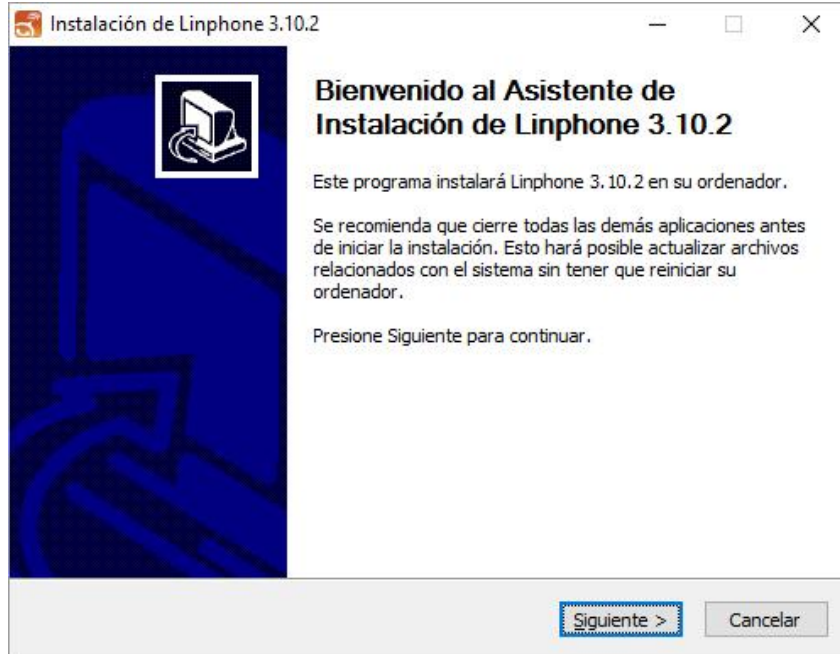 Instalación de Linphone 3.10.2
Bienvenido al Asistente de
Instalación de Linphone 3.10.2
Este programa instalará Linphone 3.10.2 en su ordenador.
Se recomienda que cierre todas las demás aplicaciones antes
de iniciar la instalación. Esto hará posible actualizar archivos
relacionados con el sistema sin tener que reiniciar su
ordenador.
Presione Siguiente para continuar.
Siguiente >
Cancelar